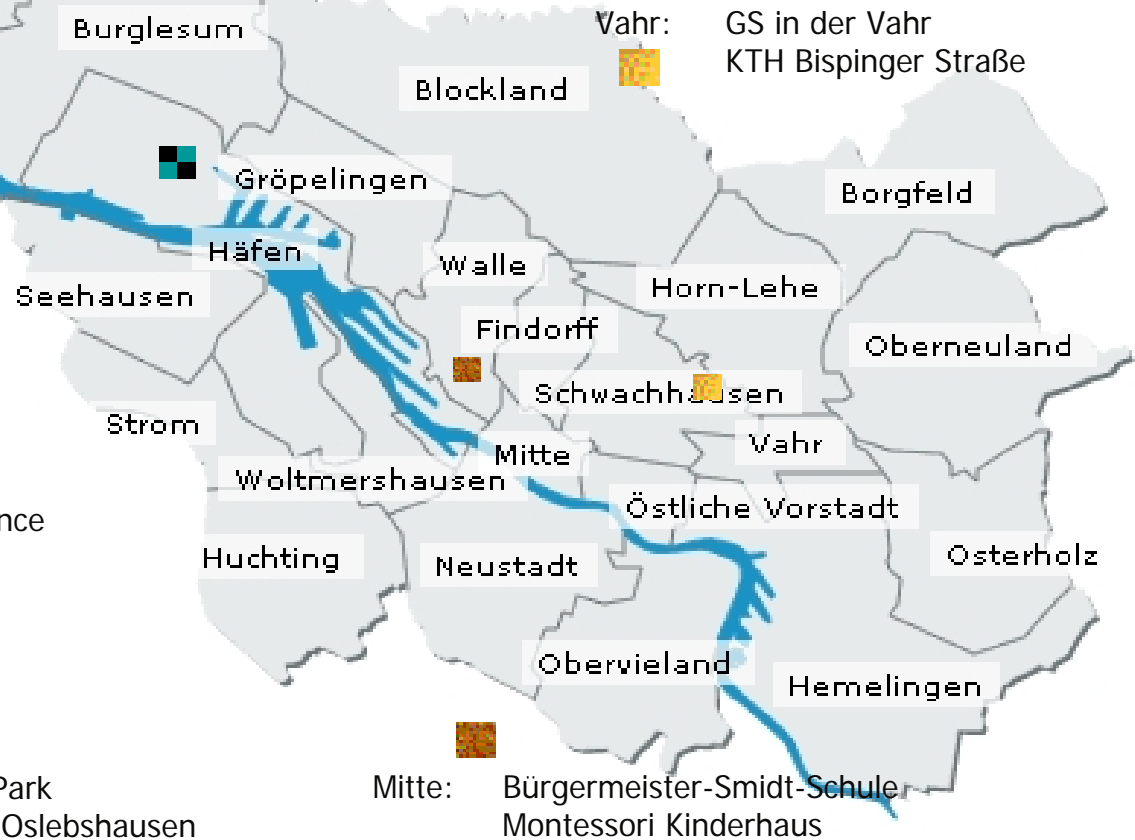 Burglesum
Vahr: GS in der Vahr
KTH Bispinger Straße
Blockland
Gröpelingen
Borgfeld
Häfen
Walle
Horn-Lehe
Seehausen
Findorff
Oberneuland
Schwachhausen
Strom
Vahr
Mitte
Woltmershausen
Östliche Vorstadt
nce
Huchting
Neustadt
Osterholz
Obervieland
Hemelingen
Park
Mitte: Bürgermeister-Smidt-Schule
Oslebshausen
Montessori Kinderhaus